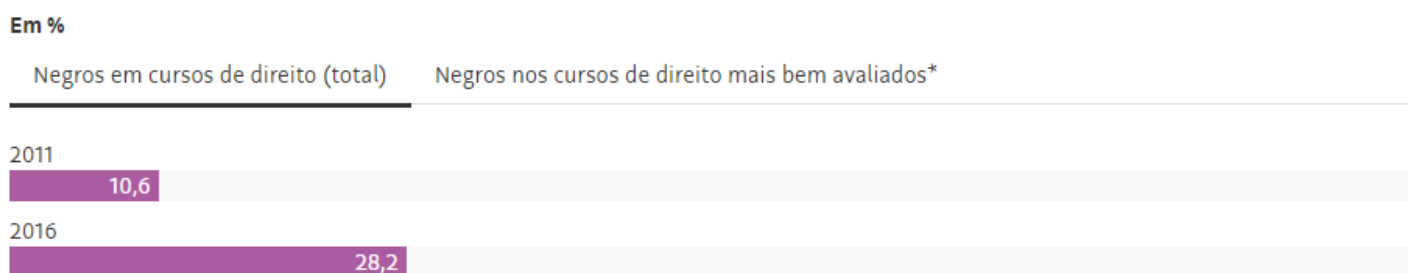 Em %
Negros em cursos de direito (total) Negros nos cursos de direito mais bem avaliados*
2011
10,6
2016
28,2